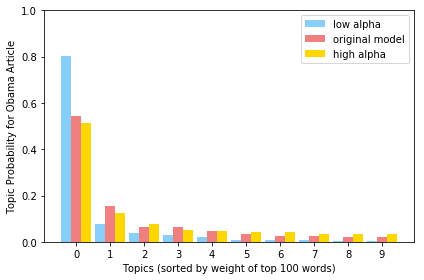 1.0
0.8
0.6
0.4
0.2
0.0
Topic Probability for Obama Article
low alpha
original model
high alpha
0 1 2 3 4 5 6 7 8 9
Topics (sorted by weight of top 100 words)